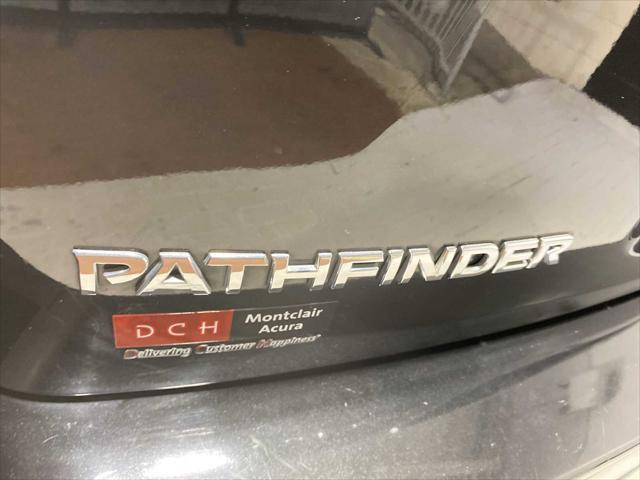 PATHFINDER
DCH
Montclair
Acura
Delivering Customer Happiness®